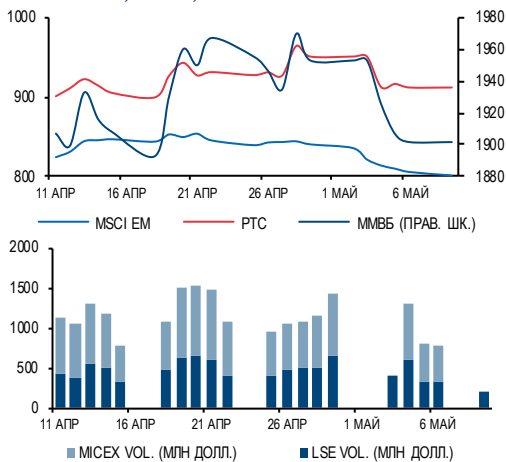 1000 1980
1960
1940
900 1920
1900
800 1880
11 АПР 16 АПР 21 АПР 26 АПР 1 МАЙ 6 МАЙ
MSCI EM РТС ММВБ (ПРАВ. ШК.)
2000
1500
1000
500
0
11 АПР 16 АПР 21 АПР 26 АПР 1 МАЙ 6 МАЙ
MICEX VOL. (МЛН ДОЛЛ.) LSE VOL. (МЛН ДОЛЛ.)